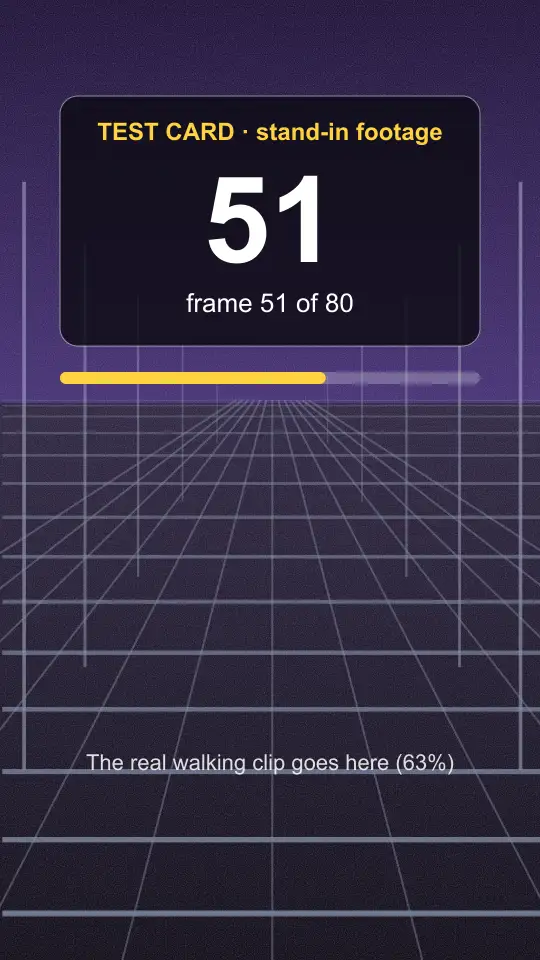 TEST CARD · stand-in footage
51
frame 51 of 80
The real walking clip goes here (63%)